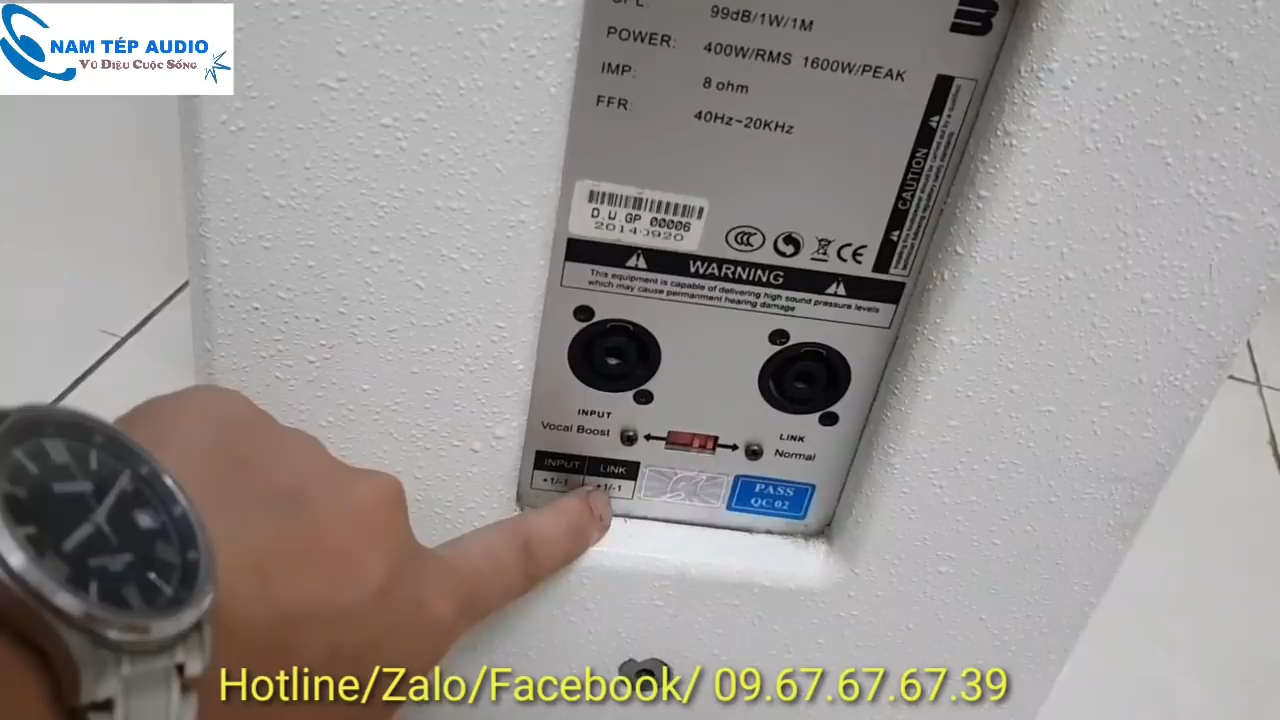 NAM TÉP AUDIO
Vũ Điệu Cuộc Sống
99dB/1W/1M
POWER: 400W/RMS 1600W/PEAK
IMP: 8 ohm
FFR: 40Hz~20KHz
CAUTION
D.W.GP 00006
20140920
CE
WARNING
This equipment is capable of delivering high sound pressure levels
which may cause permanment hearing damage
INPUT
LINK
Vocal Boost
Normal
INPUT LINK
+1/-1 +1/-1
PASS
QC 02
Hotline/Zalo/Facebook/ 09.67.67.67.39